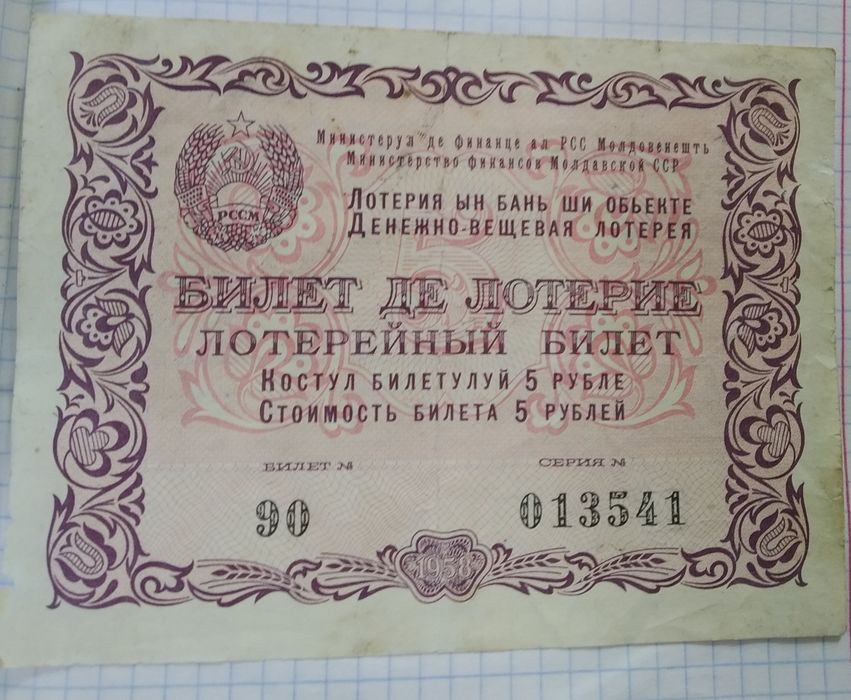 Министерул де финанце ал РСС Молдовенешть
Министерство финансов Молдавской ССР
РССМ
Лотерия ын бань ши обьекте
Денежно-вещевая лотерея
5
БИЛЕТ ДЕ ЛОТЕРИЕ
ЛОТЕРЕЙНЫЙ БИЛЕТ
Костул билетулуй 5 рубле
Стоимость билета 5 рублей
БИЛЕТ №
СЕРИЯ №
90
013541
1958